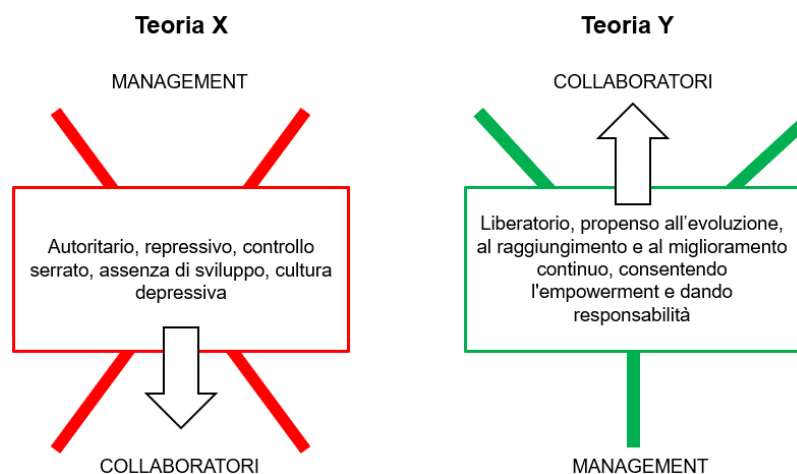 Teoria X
MANAGEMENT
Autoritario, repressivo, controllo
serrato, assenza di sviluppo, cultura
depressiva
COLLABORATORI
Teoria Y
COLLABORATORI
Liberatorio, propenso all’evoluzione,
al raggiungimento e al miglioramento
continuo, consentendo
l'empowerment e dando
responsabilità
MANAGEMENT